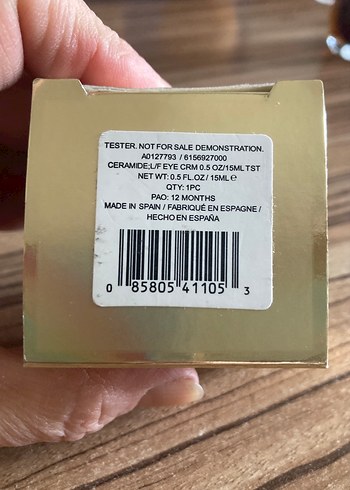 TESTER. NOT FOR SALE DEMONSTRATION.
A0127793 / 6156927000
CERAMIDE;L/F EYE CRM 0.5 OZ/15ML TST
NET WT: 0.5 FL.OZ/ 15ML ℮
QTY: 1PC
PAO: 12 MONTHS
MADE IN SPAIN / FABRIQUÉ EN ESPAGNE /
HECHO EN ESPAÑA
0 85805 41105 3